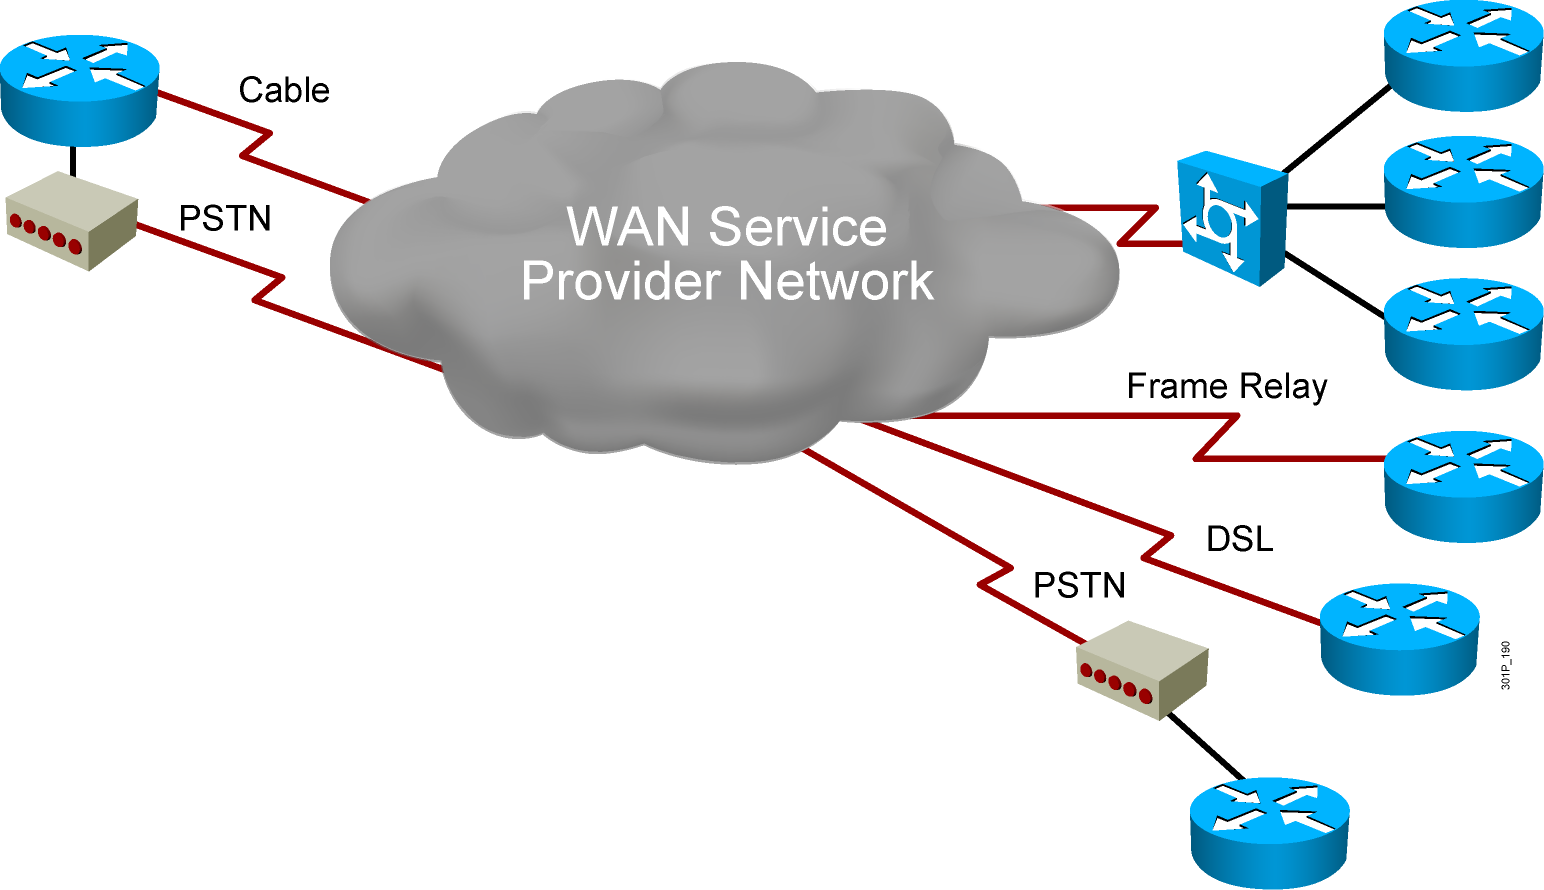 Cable
PSTN
WAN Service
Provider Network
Frame Relay
DSL
PSTN
301P_190